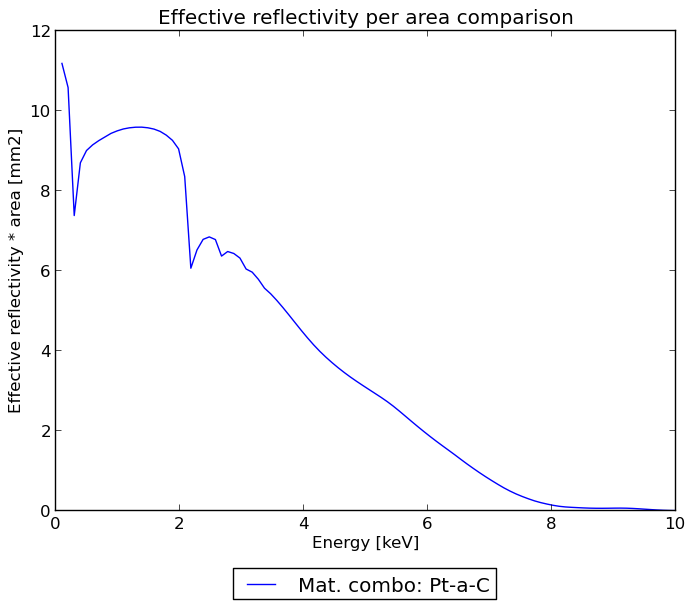 Effective reflectivity per area comparison
12
10
8
6
4
2
0
Effective reflectivity * area [mm2]
0 2 4 6 8 10
Energy [keV]
Mat. combo: Pt-a-C